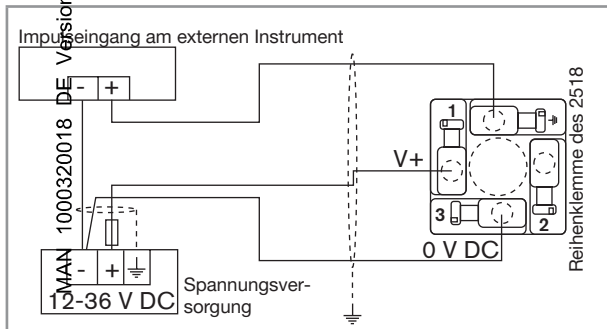 Impulseingang am externen Instrument
- +
MAN 1000320018 DE Version
1
V+
3
2
0 V DC
Reihenklemme des 2518
- +
12-36 V DC
Spannungsver-
sorgung